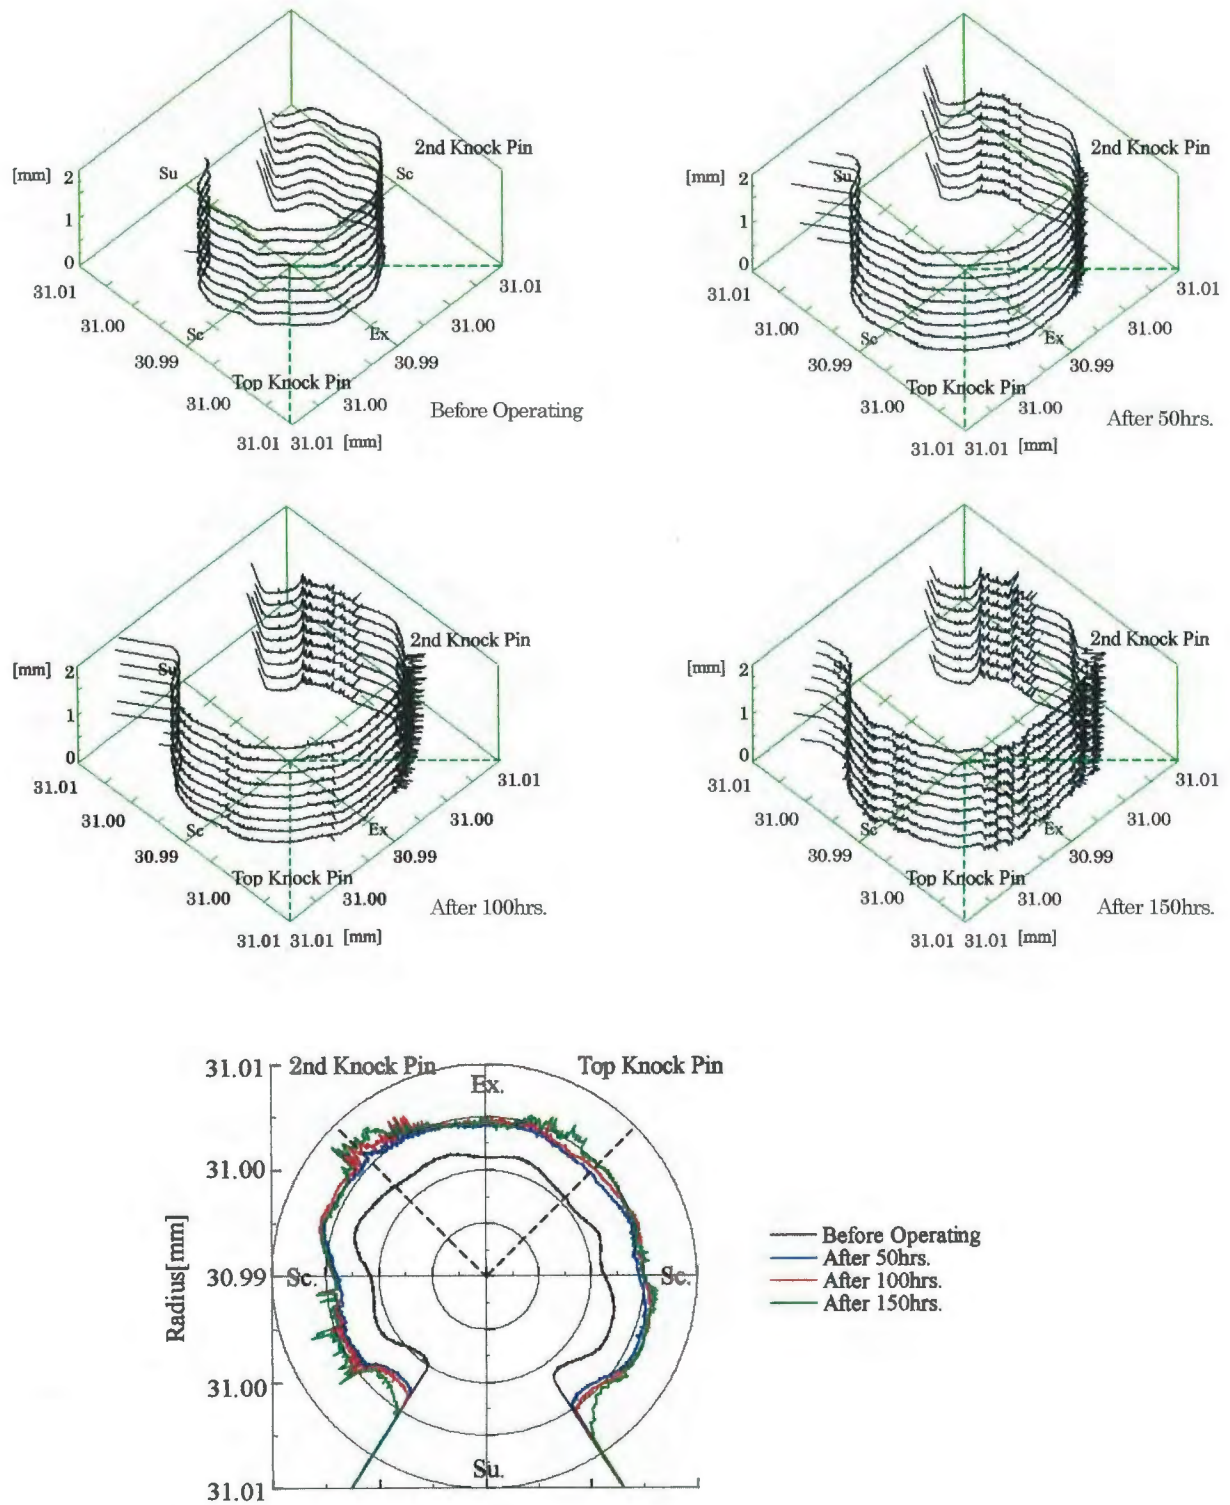 2nd Knock Pin
[mm] 2 Su Sc
1
0
31.01 31.01
31.00 31.00
Sc Ex
30.99 30.99
Top Knock Pin
31.00 31.00
Before Operating
31.01 31.01 [mm]
2nd Knock Pin
[mm] 2 Su
1
0
31.01 31.01
31.00 31.00
Sc Ex
30.99 30.99
Top Knock Pin
31.00 31.00
After 50hrs.
31.01 31.01 [mm]
2nd Knock Pin
[mm] 2 Su
1
0
31.01 31.01
31.00 31.00
Sc Ex
30.99 30.99
Top Knock Pin
31.00 31.00
After 100hrs.
31.01 31.01 [mm]
2nd Knock Pin
[mm] 2 Su
1
0
31.01 31.01
31.00 31.00
Sc Ex
30.99 30.99
Top Knock Pin
31.00 31.00
After 150hrs.
31.01 31.01 [mm]
31.01 2nd Knock Pin Top Knock Pin
Ex.
31.00
Radius[mm]
Before Operating
After 50hrs.
30.99 Sc. Sc.
After 100hrs.
After 150hrs.
31.00
Su.
31.01